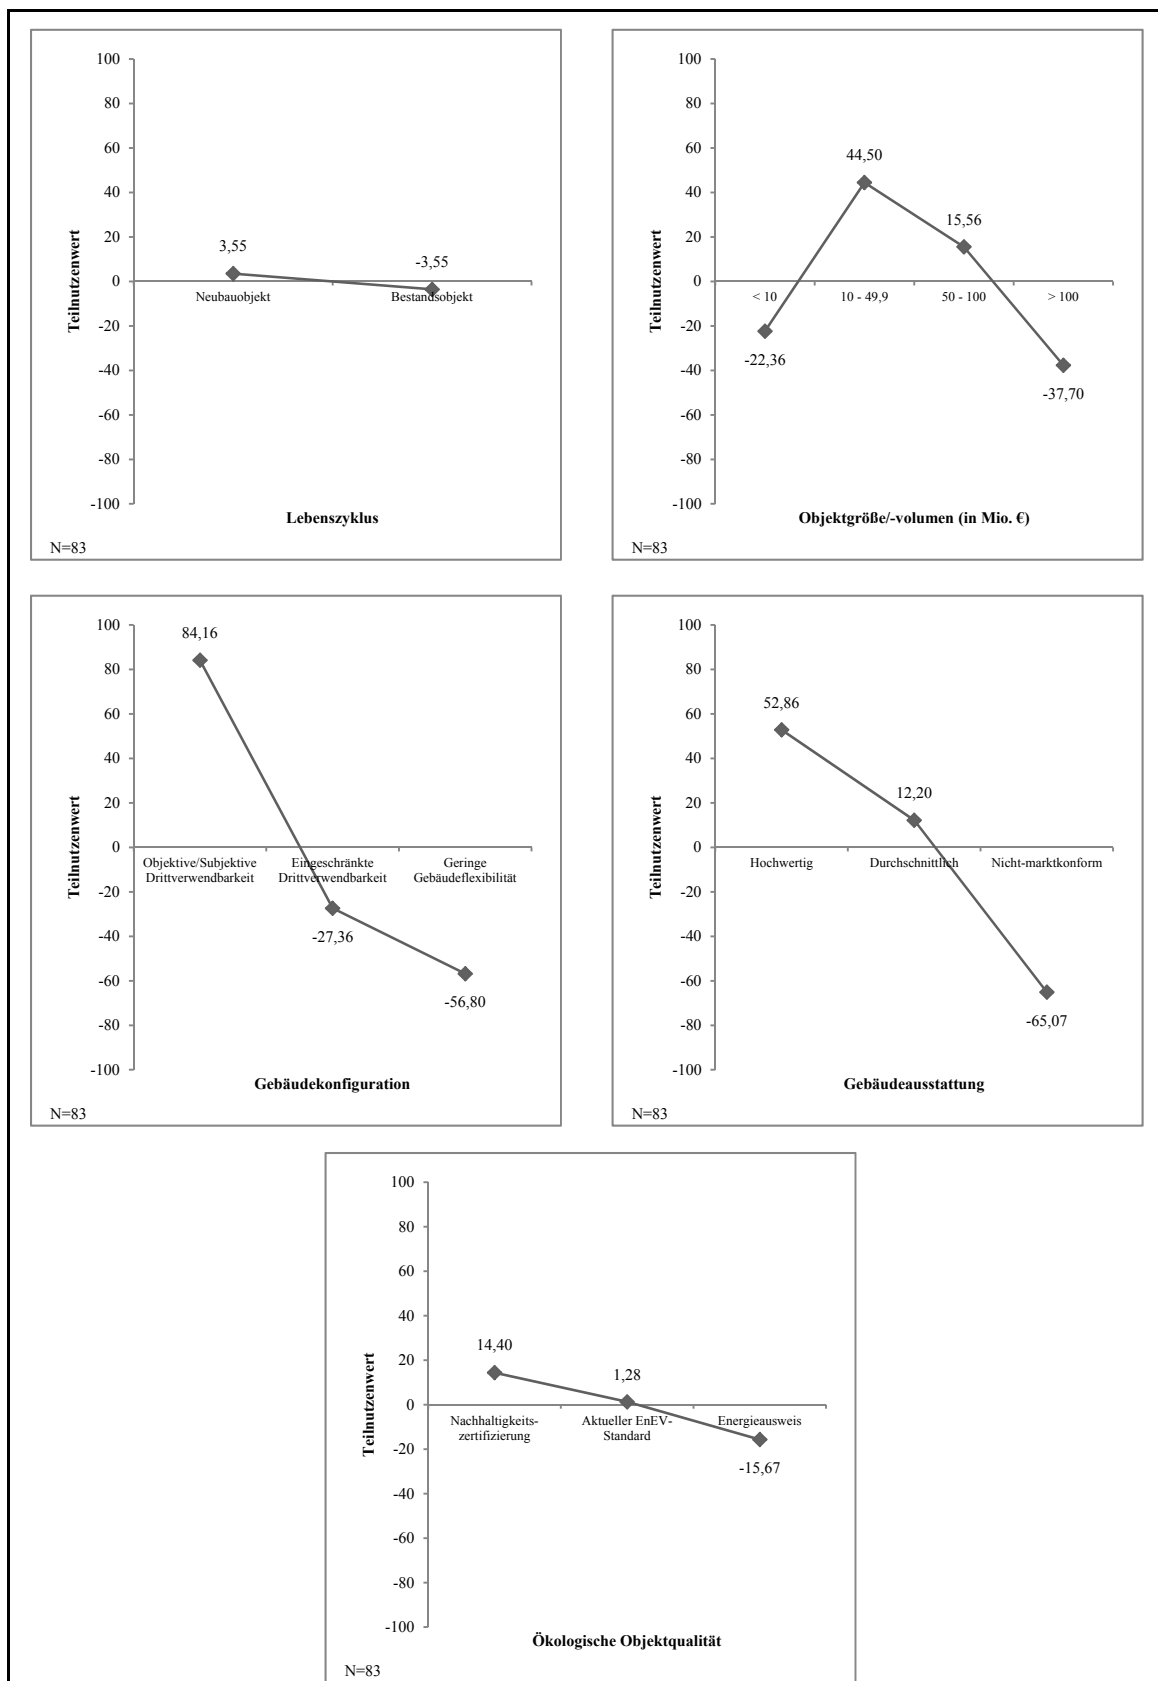 100
80
60
40
20
0
-20
-40
-60
-80
-100
Teilnutzenwert
3,55
-3,55
Neubauobjekt
Bestandsobjekt
Lebenszyklus
N=83
100
80
60
40
20
0
-20
-40
-60
-80
-100
Teilnutzenwert
44,50
15,56
< 10
10 - 49,9
50 - 100
> 100
-22,36
-37,70
Objektgröße/-volumen (in Mio. €)
N=83
100
80
60
40
20
0
-20
-40
-60
-80
-100
Teilnutzenwert
84,16
Objektive/Subjektive
Drittverwendbarkeit
Eingeschränkte
Drittverwendbarkeit
Geringe
Gebäudeflexibilität
-27,36
-56,80
Gebäudekonfiguration
N=83
100
80
60
40
20
0
-20
-40
-60
-80
-100
Teilnutzenwert
52,86
12,20
Hochwertig
Durchschnittlich
Nicht-marktkonform
-65,07
Gebäudeausstattung
N=83
100
80
60
40
20
0
-20
-40
-60
-80
-100
Teilnutzenwert
14,40
1,28
Nachhaltigkeits-
zertifizierung
Aktueller EnEV-
Standard
Energieausweis
-15,67
Ökologische Objektqualität
N=83